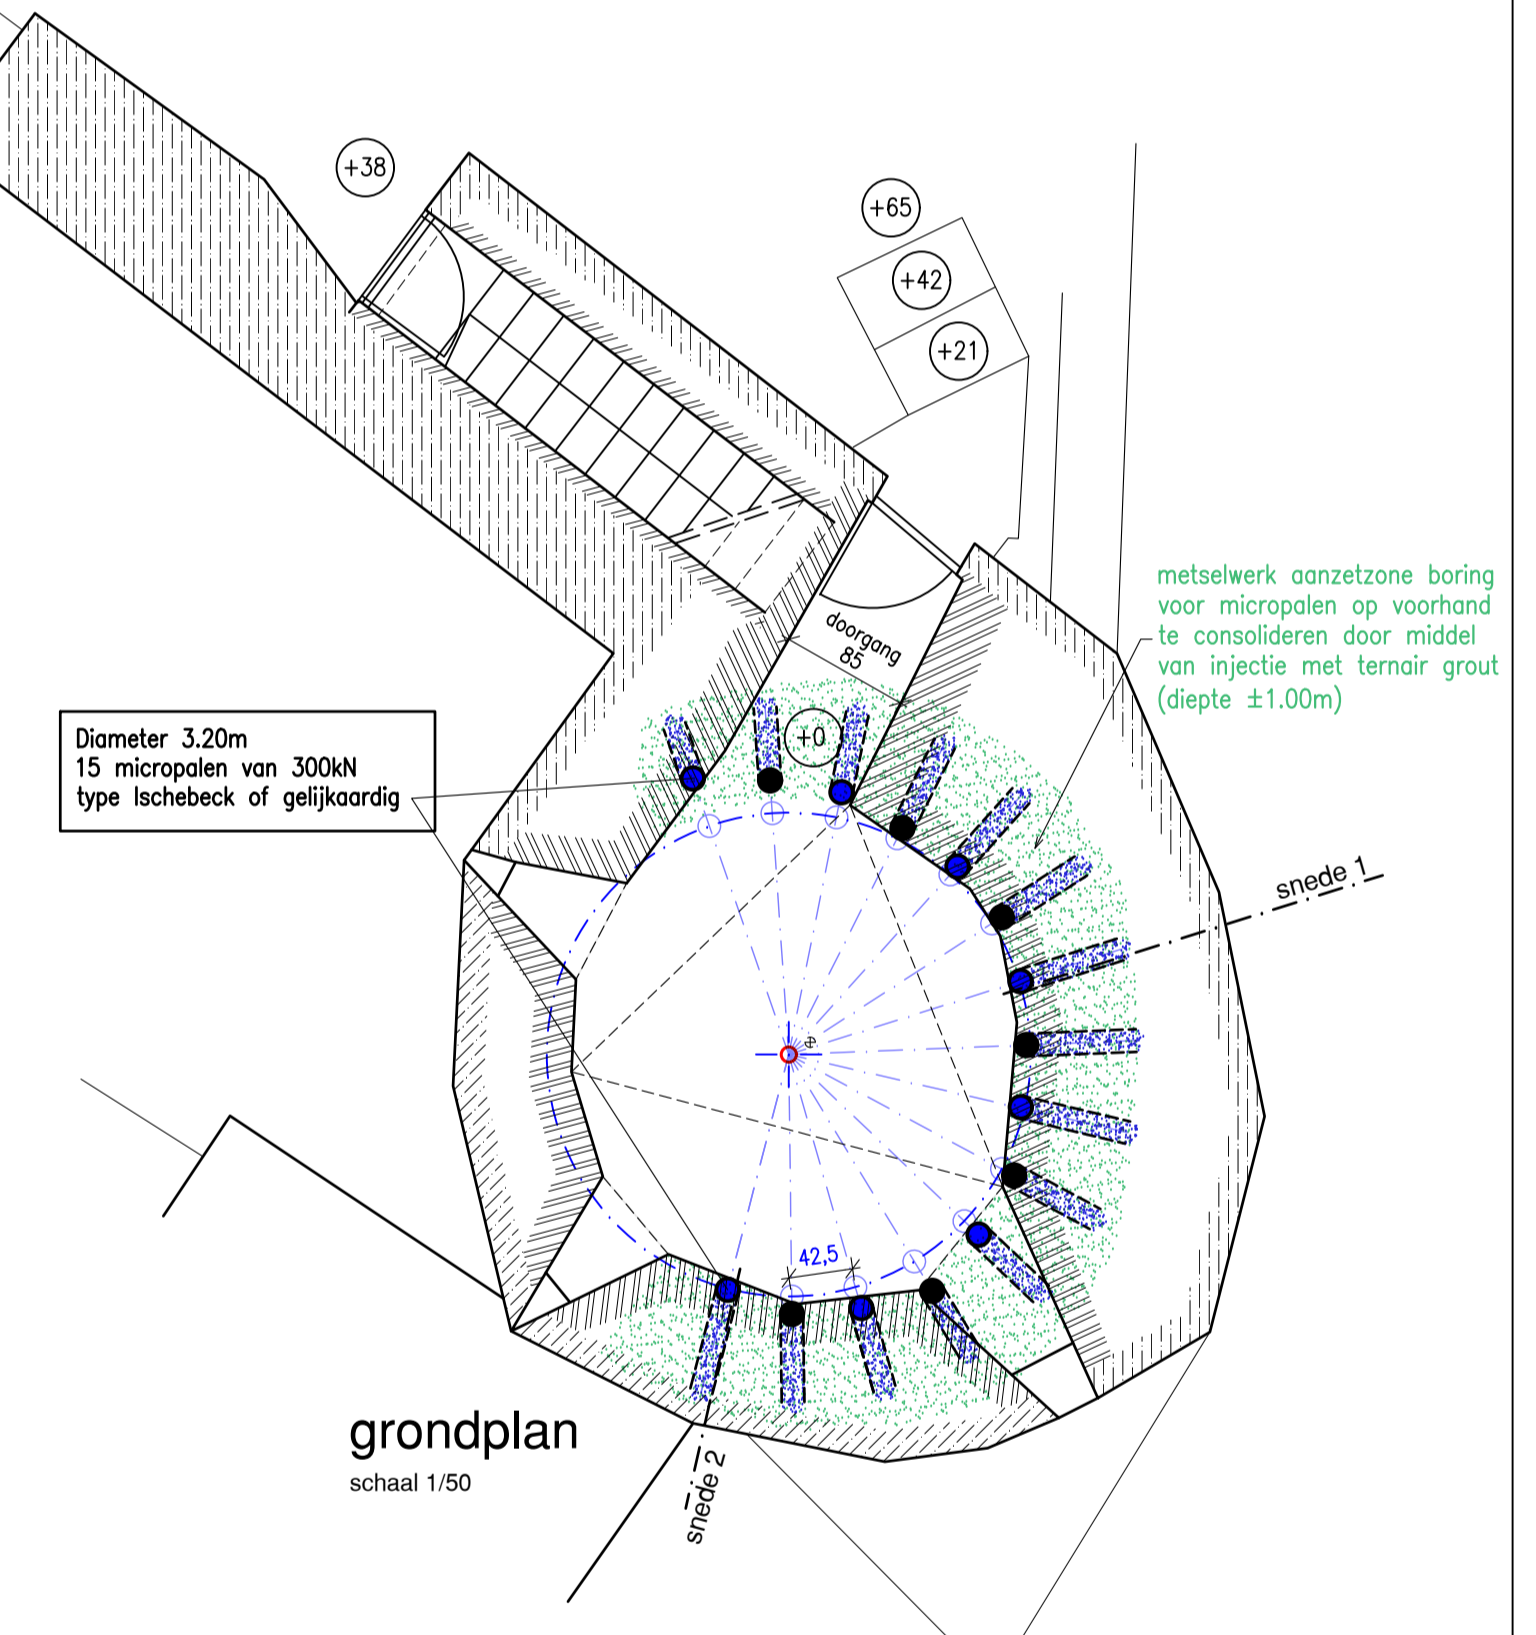 +38
+65
+42
+21
metselwerk aanzetzone boring
voor micropalen op voorhand
te consolideren door middel
van injectie met ternair grout
(diepte ±1.00m)
doorgang
85
+0
Diameter 3.20m
15 micropalen van 300kN
type Ischebeck of gelijkaardig
snede 1
42,5
grondplan
schaal 1/50
snede 2